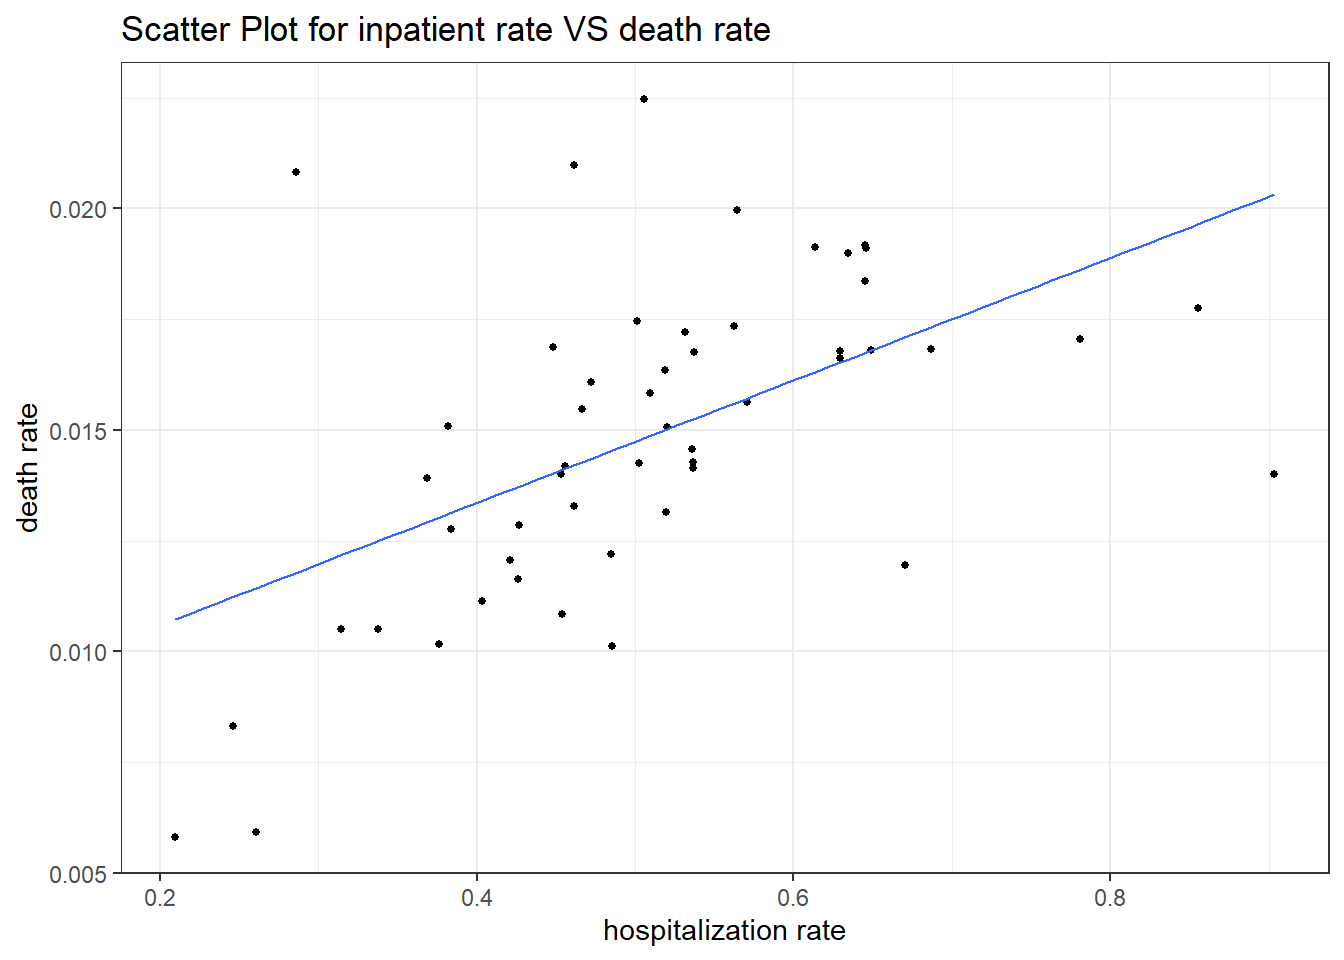 Scatter Plot for inpatient rate VS death rate
0.020
0.015
0.010
0.005
death rate
0.2 0.4 0.6 0.8
hospitalization rate